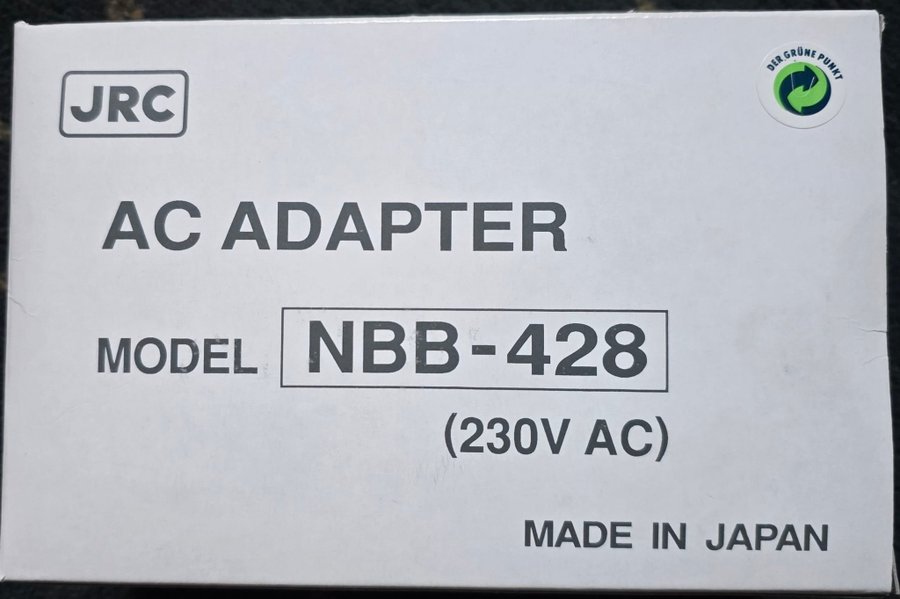 JRC
DER GRÜNE PUNKT
AC ADAPTER
MODEL NBB-428
(230V AC)
MADE IN JAPAN